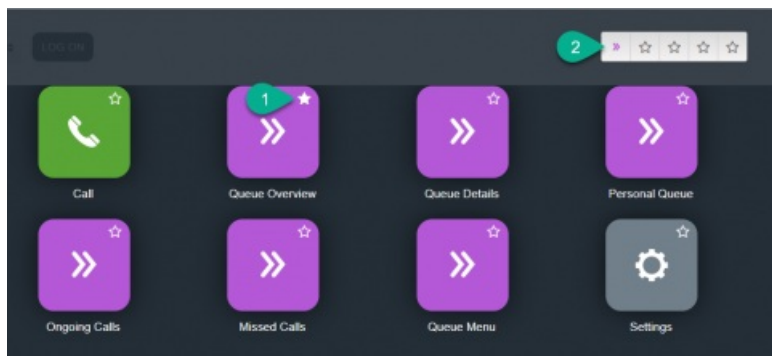 LOG ON
2
1
Call
Queue Overview
Queue Details
Personal Queue
Ongoing Calls
Missed Calls
Queue Menu
Settings